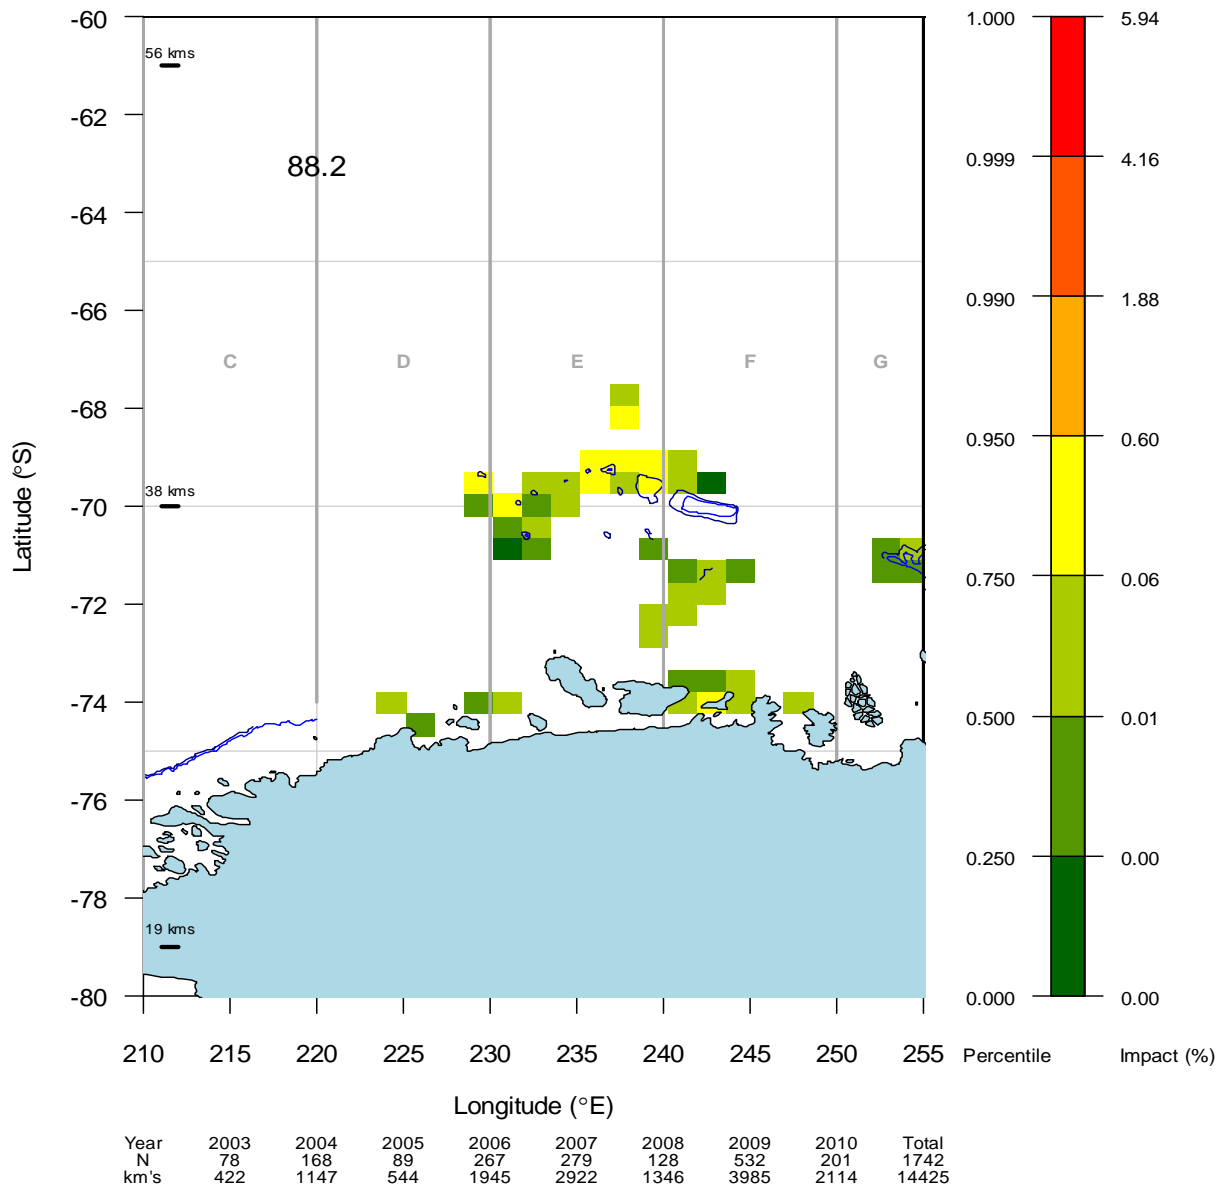 -60
-62
-64
-66
-68
-70
-72
-74
-76
-78
-80
Latitude (°S)
56 kms
38 kms
19 kms
88.2
C D E F G
210 215 220 225 230 235 240 245 250 255
Longitude (°E)
1.000 5.94
0.999 4.16
0.990 1.88
0.950 0.60
0.750 0.06
0.500 0.01
0.250 0.00
0.000 0.00
Percentile Impact (%)
Year 2003 2004 2005 2006 2007 2008 2009 2010 Total
N 78 168 89 267 279 128 532 201 1742
km's 422 1147 544 1945 2922 1346 3985 2114 14425